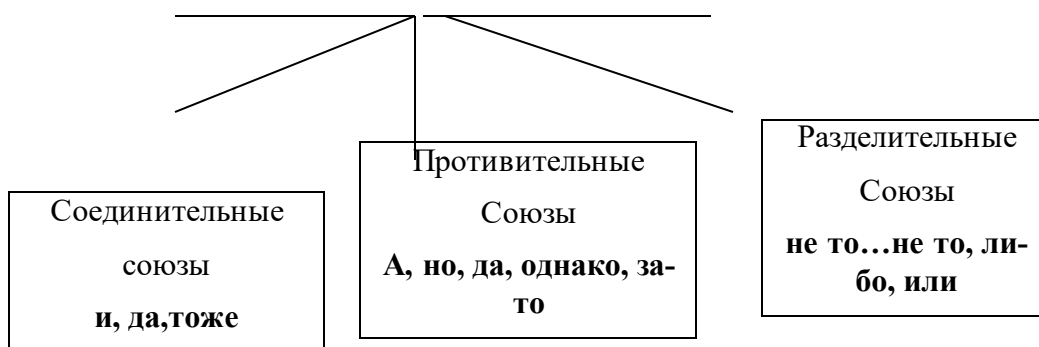 Соединительные
союзы
и, да,тоже
Противительные
Союзы
А, но, да, однако, за-
то
Разделительные
Союзы
не то…не то, ли-
бо, или